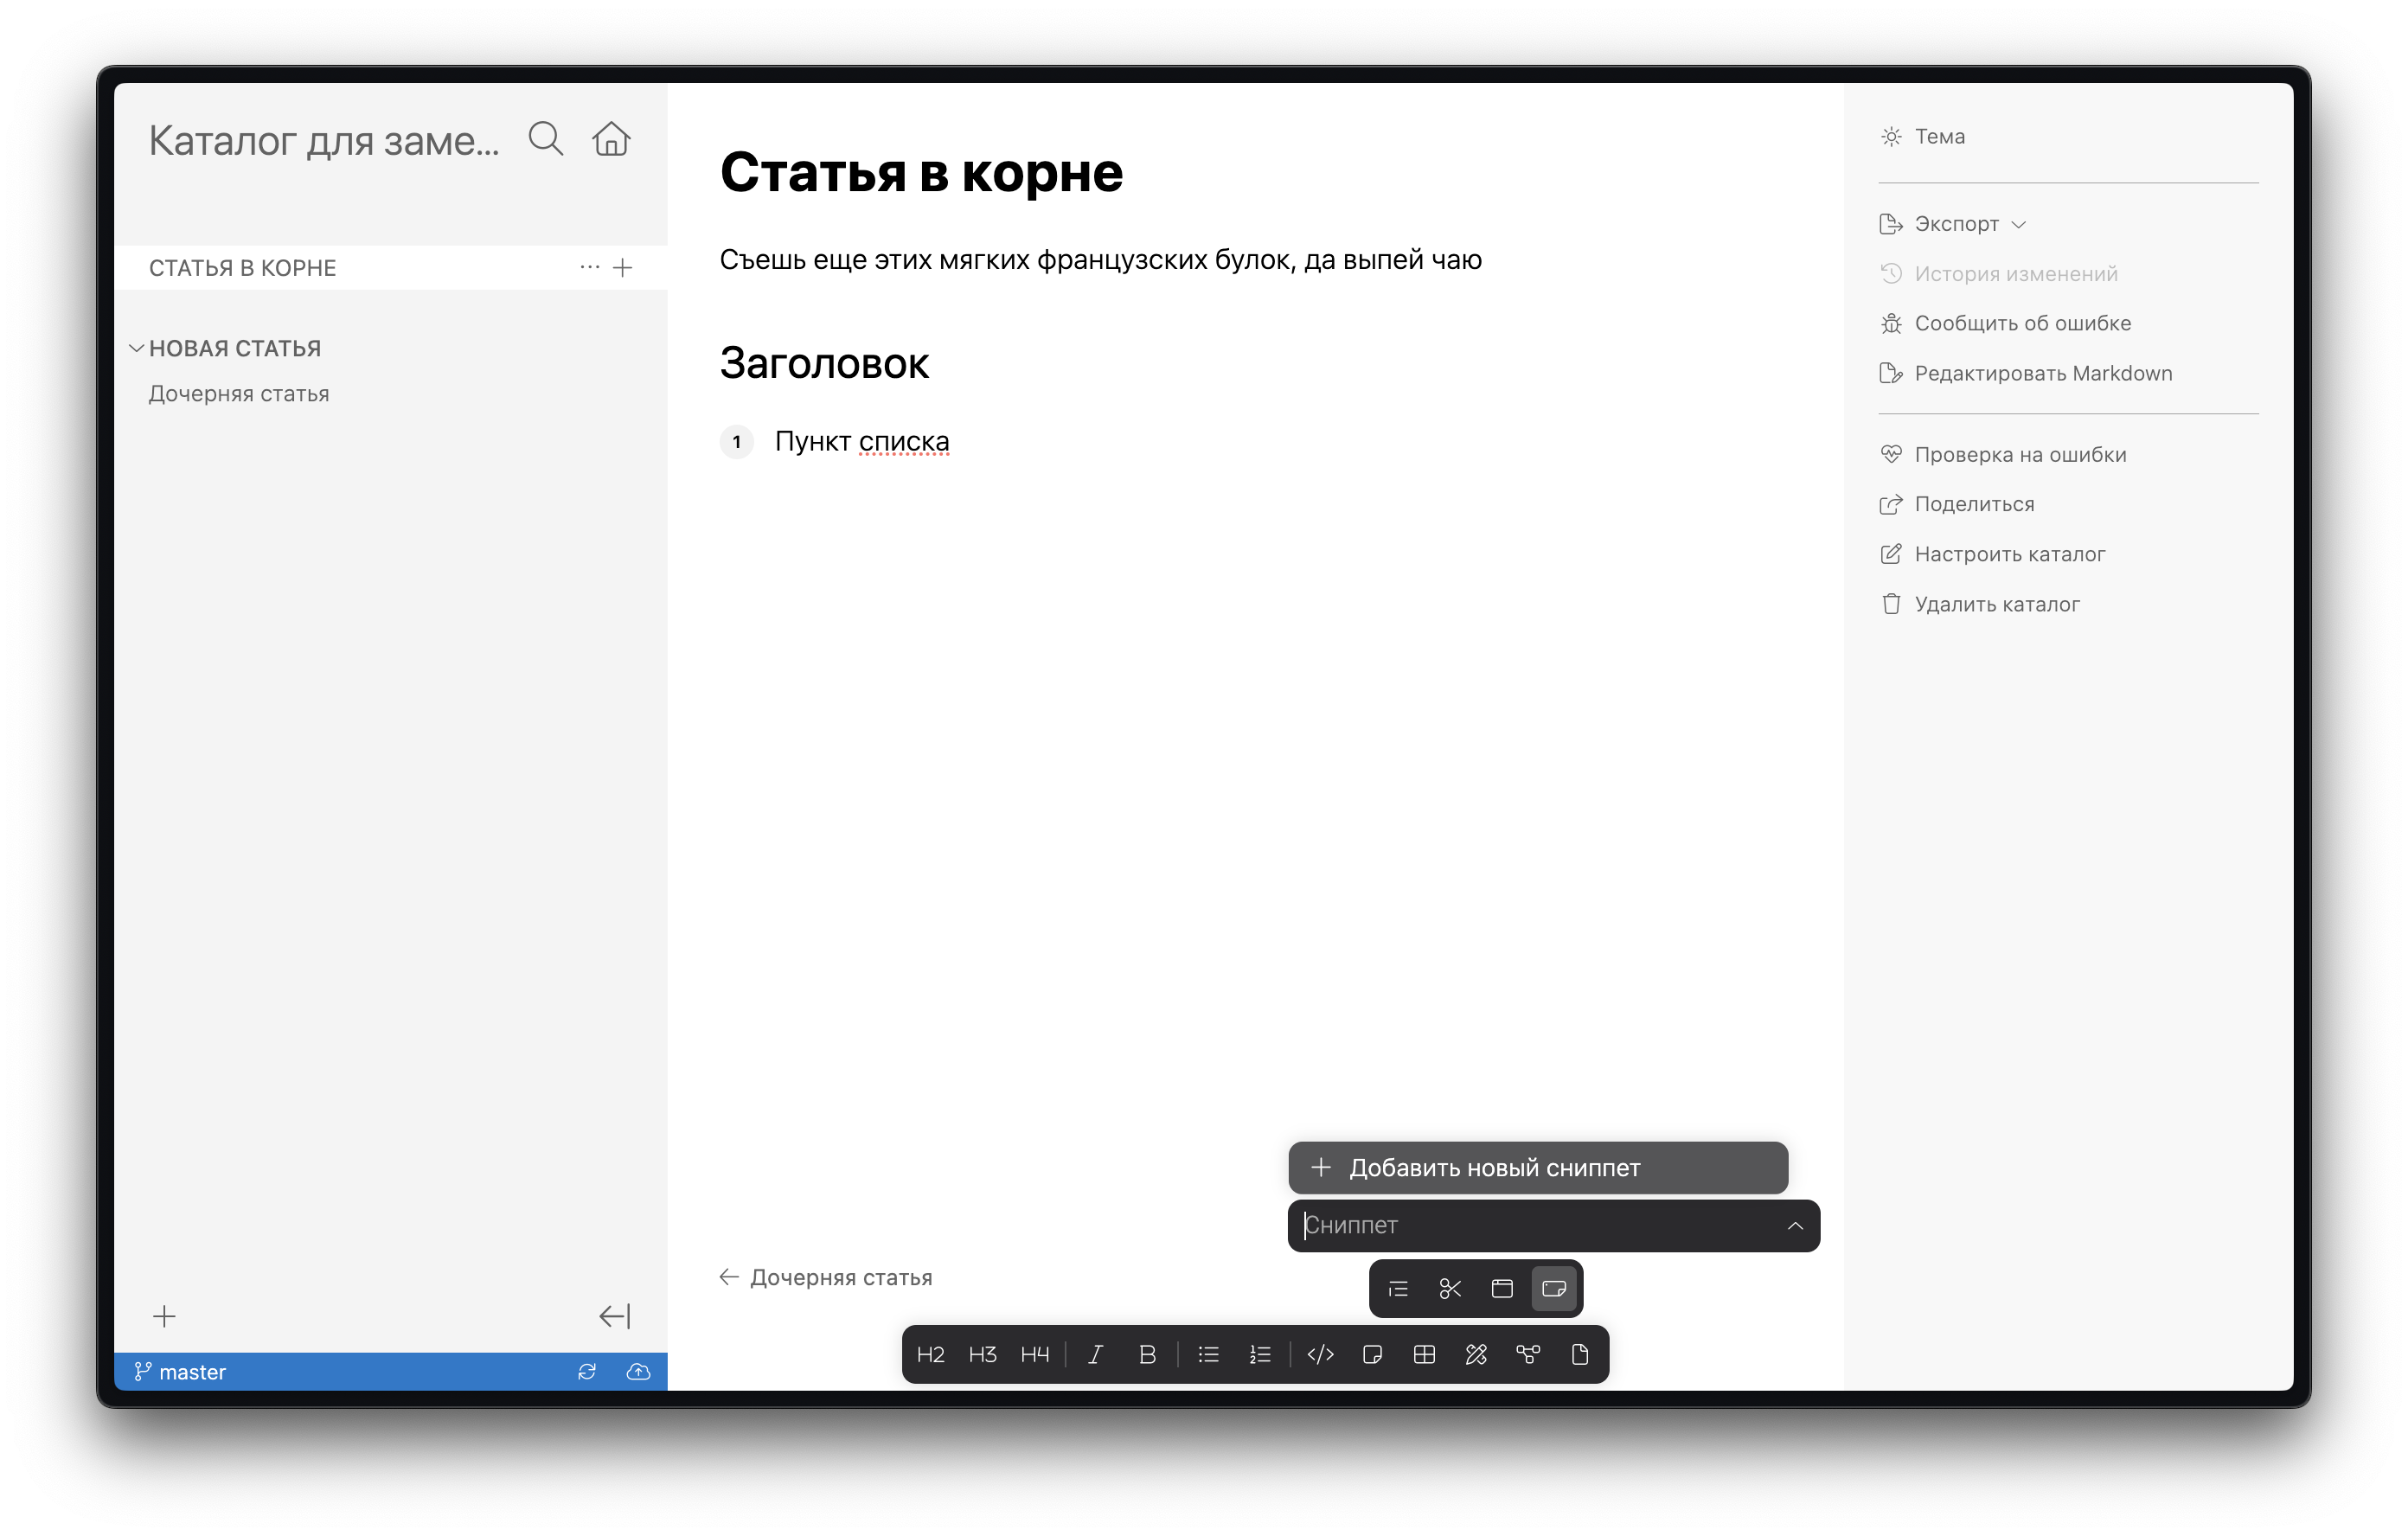 Каталог для заме...
СТАТЬЯ В КОРНЕ
НОВАЯ СТАТЬЯ
Дочерняя статья
master
Статья в корне
Съешь еще этих мягких французских булок, да выпей чаю
Заголовок
1 Пункт списка
Добавить новый сниппет
Сниппет
Дочерняя статья
H2 H3 H4 I B
Тема
Экспорт
История изменений
Сообщить об ошибке
Редактировать Markdown
Проверка на ошибки
Поделиться
Настроить каталог
Удалить каталог